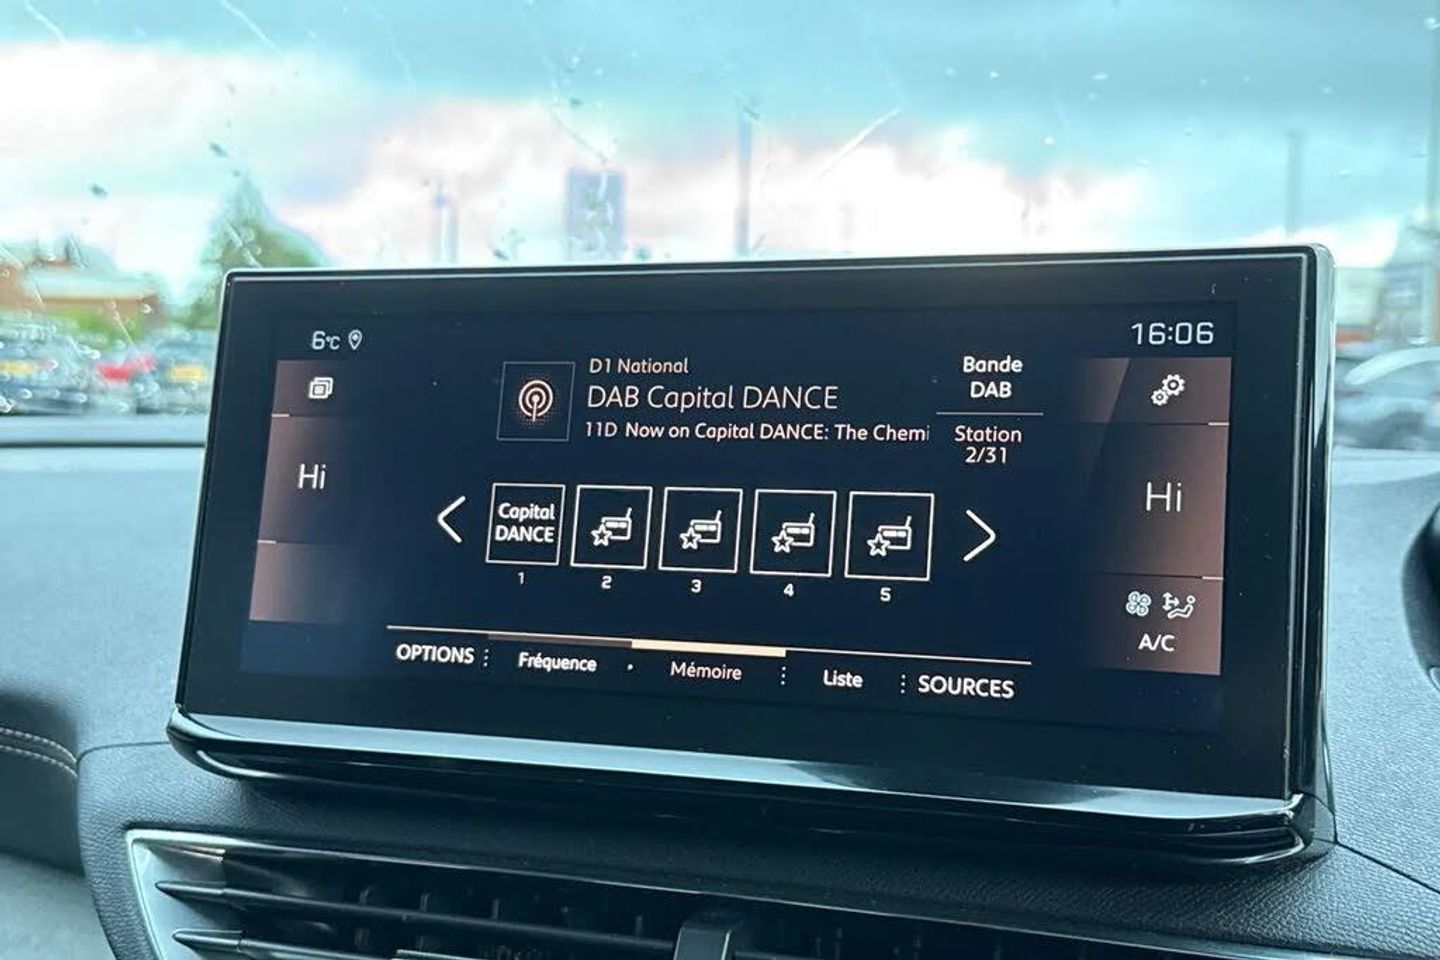 6°C
16:06
D1 National
DAB Capital DANCE
11D Now on Capital DANCE: The Chemi
Bande
DAB
Station
2/31
Hi
Hi
Capital
DANCE
1
2
3
4
5
A/C
OPTIONS
Fréquence
Mémoire
Liste
SOURCES